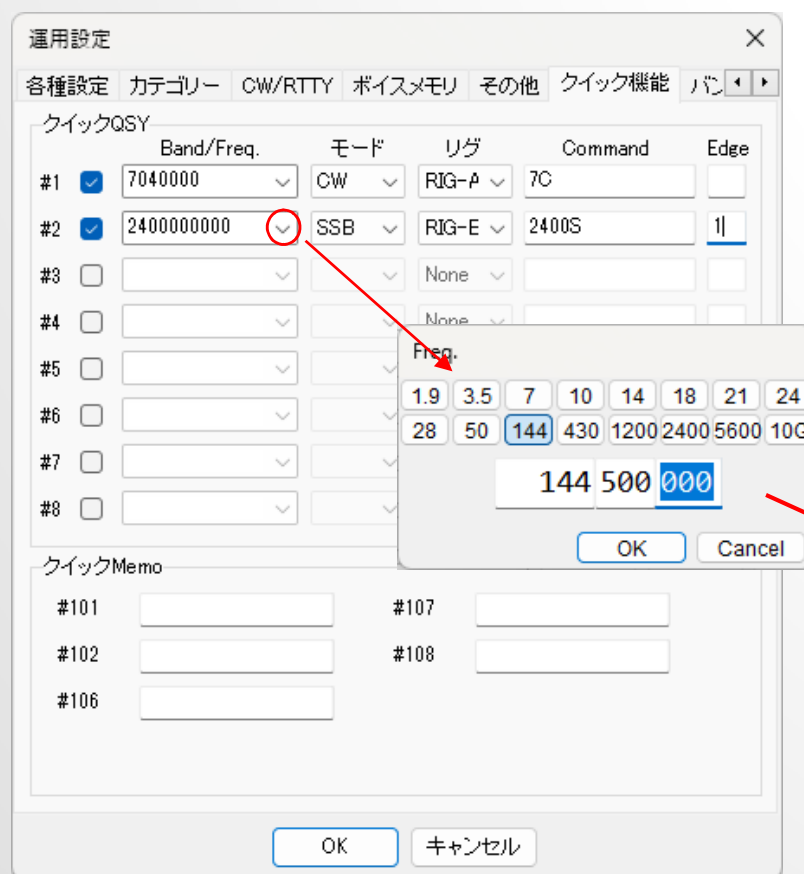 運用設定
各種設定 カテゴリー CW/RTTY ボイスメモリ その他 クイック機能
クイックQSY
Band/Freq. モード リグ Command Edge
#1 7040000 CW RIG-A 7C
#2 2400000000 SSB RIG-E 2400S 1
#3 None
#4 None
#5
#6
#7
#8
Freq.
1.9 3.5 7 10 14 18 21 24
28 50 144 430 1200 2400 5600 10G
144 500 000
OK Cancel
クイックMemo
#101 #107
#102 #108
#106
OK キャンセル